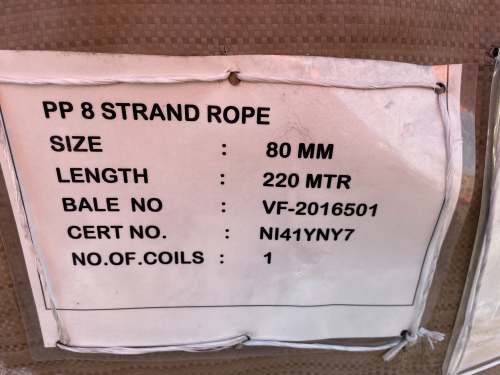 PP 8 STRAND ROPE
SIZE : 80 MM
LENGTH : 220 MTR
BALE NO : VF-2016501
CERT NO. : NI41YNY7
NO.OF.COILS : 1